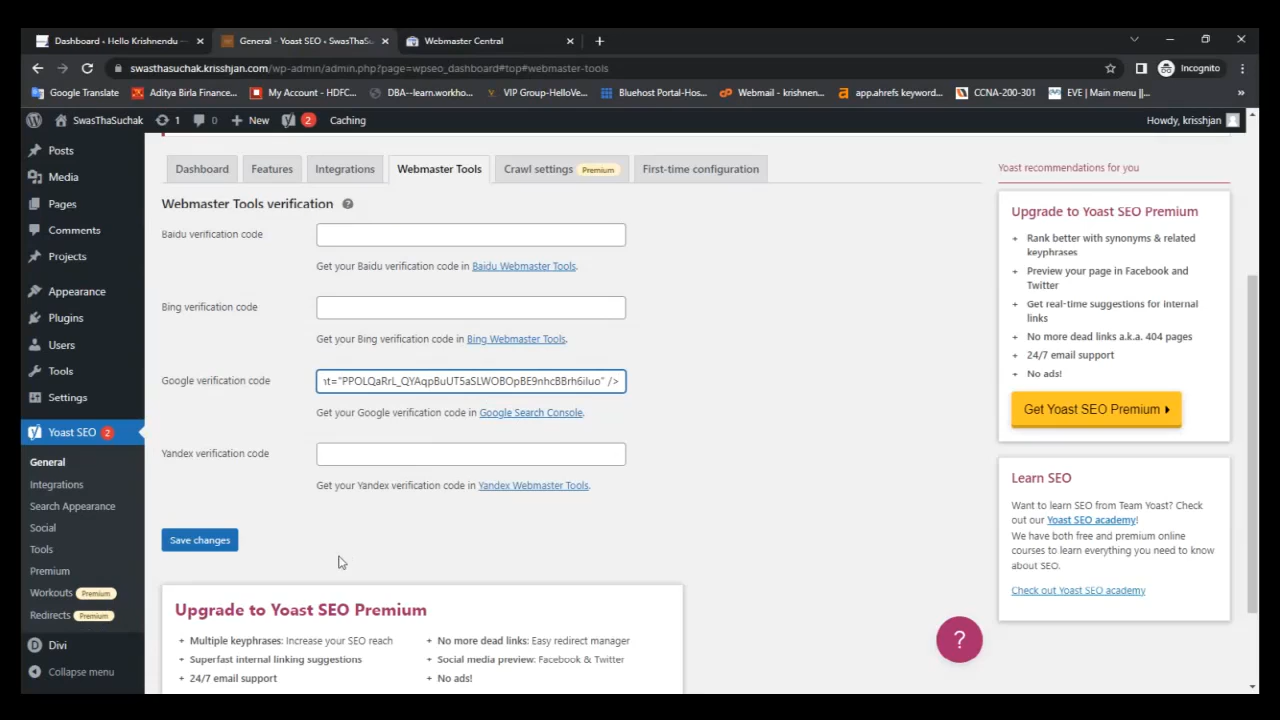 Dashboard ‹ Hello Krishnendu —
General - Yoast SEO ‹ SwasThaSu
Webmaster Central
swasthasuchak.krisshjan.com/wp-admin/admin.php?page=wpseo_dashboard#top#webmaster-tools
Incognito
Google Translate
Aditya Birla Finance...
My Account - HDFC...
DBA--learn.workho...
VIP Group-HelloVe...
Bluehost Portal-Hos...
Webmail - krishnen...
app.ahrefs keyword...
CCNA-200-301
EVE | Main menu ||...
»
SwasThaSuchak
1
0
+ New
2
Caching
Howdy, krisshjan
Posts
Media
Pages
Comments
Projects
Appearance
Plugins
Users
Tools
Settings
Yoast SEO 2
General
Integrations
Search Appearance
Social
Tools
Premium
Workouts Premium
Redirects Premium
Divi
Collapse menu
Dashboard
Features
Integrations
Webmaster Tools
Crawl settings Premium
First-time configuration
Webmaster Tools verification ?
Baidu verification code
Get your Baidu verification code in Baidu Webmaster Tools.
Bing verification code
Get your Bing verification code in Bing Webmaster Tools.
Google verification code
Get your Google verification code in Google Search Console.
Yandex verification code
Get your Yandex verification code in Yandex Webmaster Tools.
Save changes
Upgrade to Yoast SEO Premium
+ Multiple keyphrases: Increase your SEO reach
+ Superfast internal linking suggestions
+ 24/7 email support
+ No more dead links: Easy redirect manager
+ Social media preview: Facebook & Twitter
+ No ads!
Yoast recommendations for you
Upgrade to Yoast SEO Premium
+ Rank better with synonyms & related
keyphrases
+ Preview your page in Facebook and
Twitter
+ Get real-time suggestions for internal
links
+ No more dead links a.k.a. 404 pages
+ 24/7 email support
+ No ads!
Get Yoast SEO Premium
Learn SEO
Want to learn SEO from Team Yoast? Check
out our Yoast SEO academy!
We have both free and premium online
courses to learn everything you need to know
about SEO.
Check out Yoast SEO academy
?